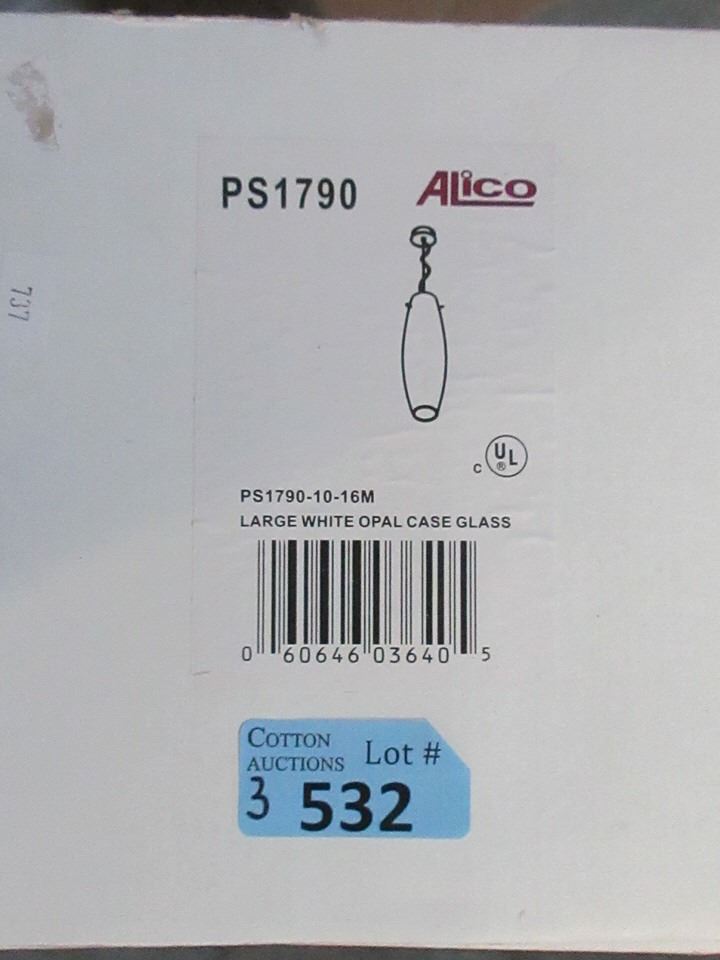 PS1790 ALICO
737
C UL ®
PS1790-10-16M
LARGE WHITE OPAL CASE GLASS
0 60646 03640 5
COTTON AUCTIONS Lot #
3 532